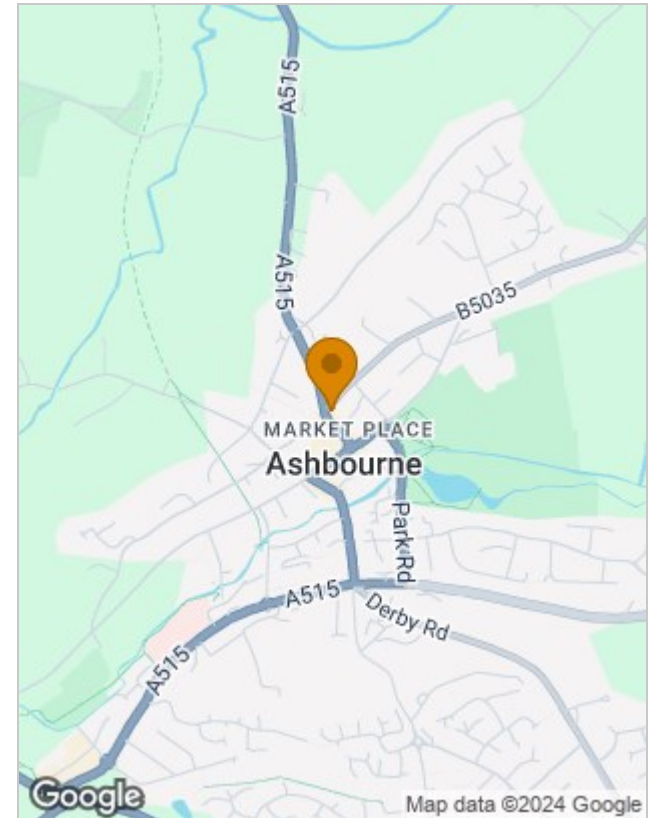 A515
A515
B5035
MARKET PLACE
Ashbourne
Park Rd
A515
Derby Rd
A515
Google
Map data ©2024 Google